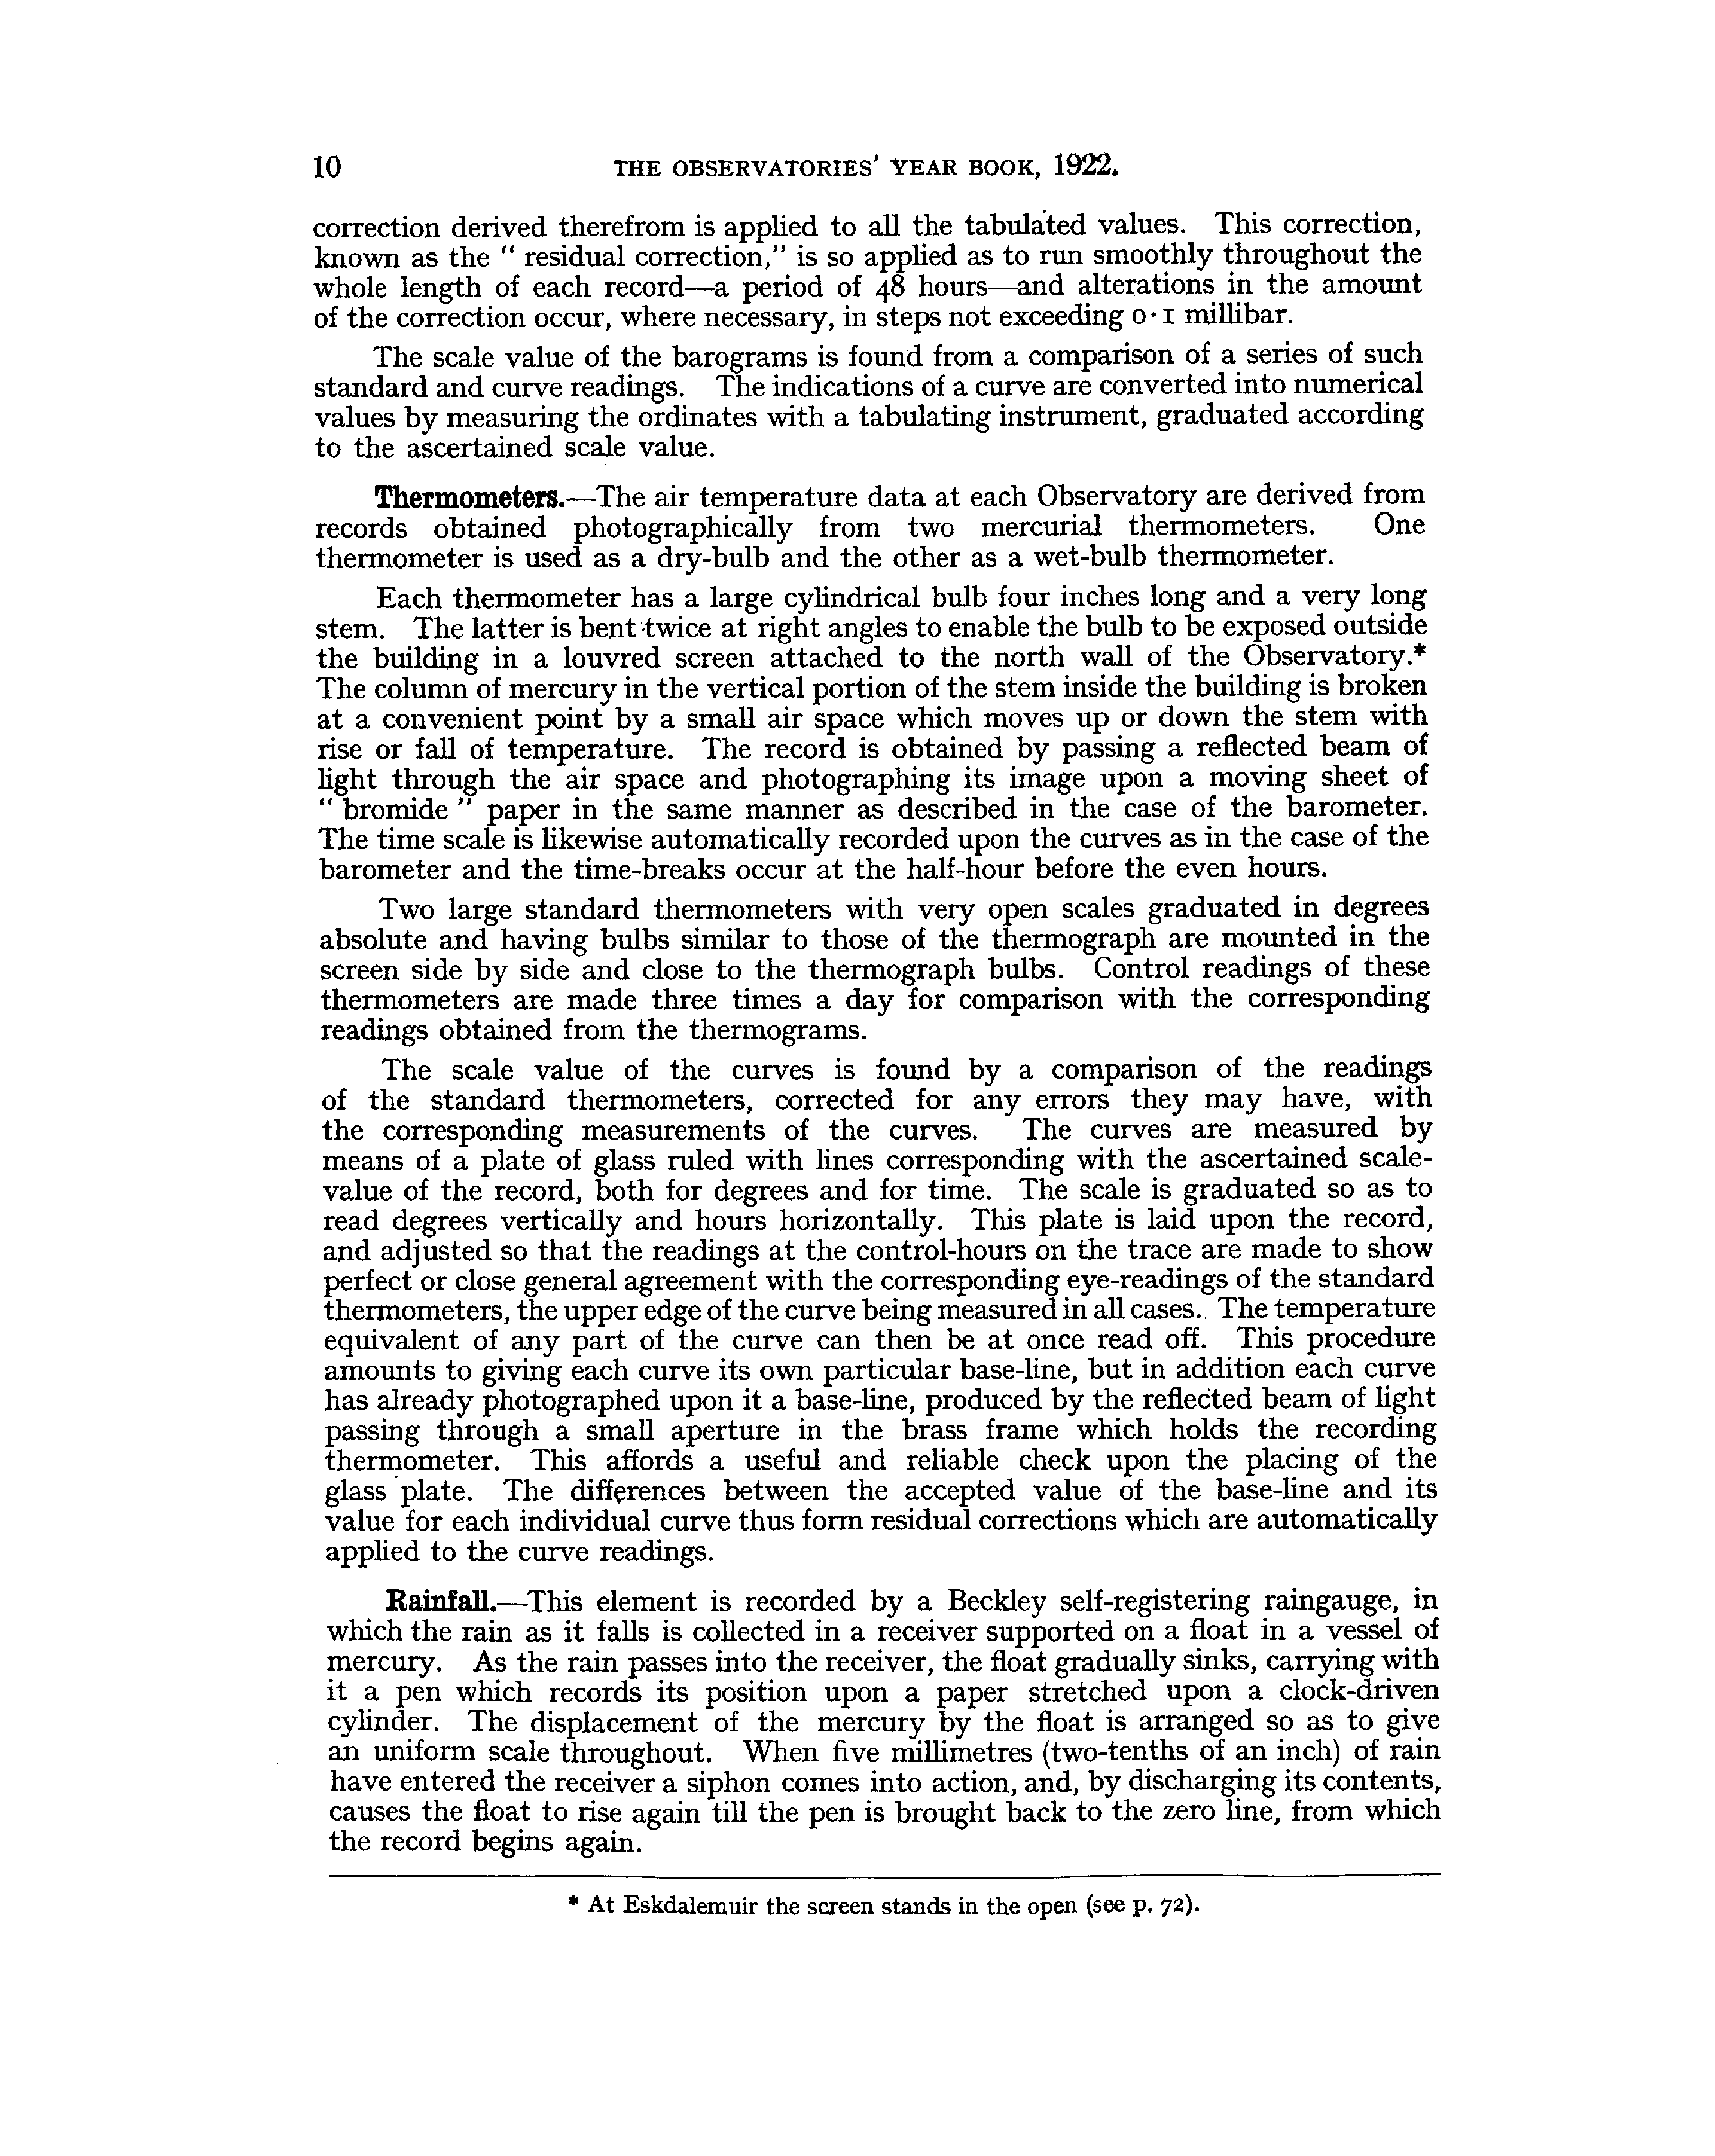 10 THE OBSERVATORIES' YEAR BOOK, 1922.
correction derived therefrom is applied to all the tabulated values. This correction,
known as the “ residual correction,” is so applied as to run smoothly throughout the
whole length of each record—a period of 48 hours—and alterations in the amount
of the correction occur, where necessary, in steps not exceeding 0·1 millibar.
The scale value of the barograms is found from a comparison of a series of such
standard and curve readings. The indications of a curve are converted into numerical
values by measuring the ordinates with a tabulating instrument, graduated according
to the ascertained scale value.
Thermometers.—The air temperature data at each Observatory are derived from
records obtained photographically from two mercurial thermometers. One
thermometer is used as a dry-bulb and the other as a wet-bulb thermometer.
Each thermometer has a large cylindrical bulb four inches long and a very long
stem. The latter is bent twice at right angles to enable the bulb to be exposed outside
the building in a louvred screen attached to the north wall of the Observatory.*
The column of mercury in the vertical portion of the stem inside the building is broken
at a convenient point by a small air space which moves up or down the stem with
rise or fall of temperature. The record is obtained by passing a reflected beam of
light through the air space and photographing its image upon a moving sheet of
“ bromide ” paper in the same manner as described in the case of the barometer.
The time scale is likewise automatically recorded upon the curves as in the case of the
barometer and the time-breaks occur at the half-hour before the even hours.
Two large standard thermometers with very open scales graduated in degrees
absolute and having bulbs similar to those of the thermograph are mounted in the
screen side by side and close to the thermograph bulbs. Control readings of these
thermometers are made three times a day for comparison with the corresponding
readings obtained from the thermograms.
The scale value of the curves is found by a comparison of the readings
of the standard thermometers, corrected for any errors they may have, with
the corresponding measurements of the curves. The curves are measured by
means of a plate of glass ruled with lines corresponding with the ascertained scale-
value of the record, both for degrees and for time. The scale is graduated so as to
read degrees vertically and hours horizontally. This plate is laid upon the record,
and adjusted so that the readings at the control-hours on the trace are made to show
perfect or close general agreement with the corresponding eye-readings of the standard
thermometers, the upper edge of the curve being measured in all cases. The temperature
equivalent of any part of the curve can then be at once read off. This procedure
amounts to giving each curve its own particular base-line, but in addition each curve
has already photographed upon it a base-line, produced by the reflected beam of light
passing through a small aperture in the brass frame which holds the recording
thermometer. This affords a useful and reliable check upon the placing of the
glass plate. The differences between the accepted value of the base-line and its
value for each individual curve thus form residual corrections which are automatically
applied to the curve readings.
Rainfall.—This element is recorded by a Beckley self-registering raingauge, in
which the rain as it falls is collected in a receiver supported on a float in a vessel of
mercury. As the rain passes into the receiver, the float gradually sinks, carrying with
it a pen which records its position upon a paper stretched upon a clock-driven
cylinder. The displacement of the mercury by the float is arranged so as to give
an uniform scale throughout. When five millimetres (two-tenths of an inch) of rain
have entered the receiver a siphon comes into action, and, by discharging its contents,
causes the float to rise again till the pen is brought back to the zero line, from which
the record begins again.
* At Eskdalemuir the screen stands in the open (see p. 72).